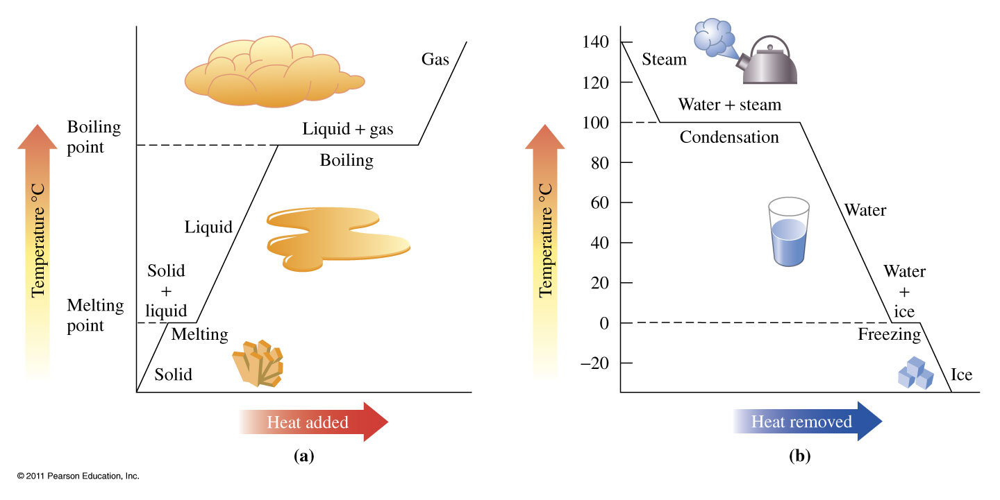 Temperature °C
Boiling
point
Melting
point
Gas
Liquid + gas
Boiling
Liquid
Solid
+
liquid
Melting
Solid
Heat added
(a)
Temperature °C
140
120
100
80
60
40
20
0
−20
Steam
Water + steam
Condensation
Water
Water
+
ice
Freezing
Ice
Heat removed
(b)
© 2011 Pearson Education, Inc.